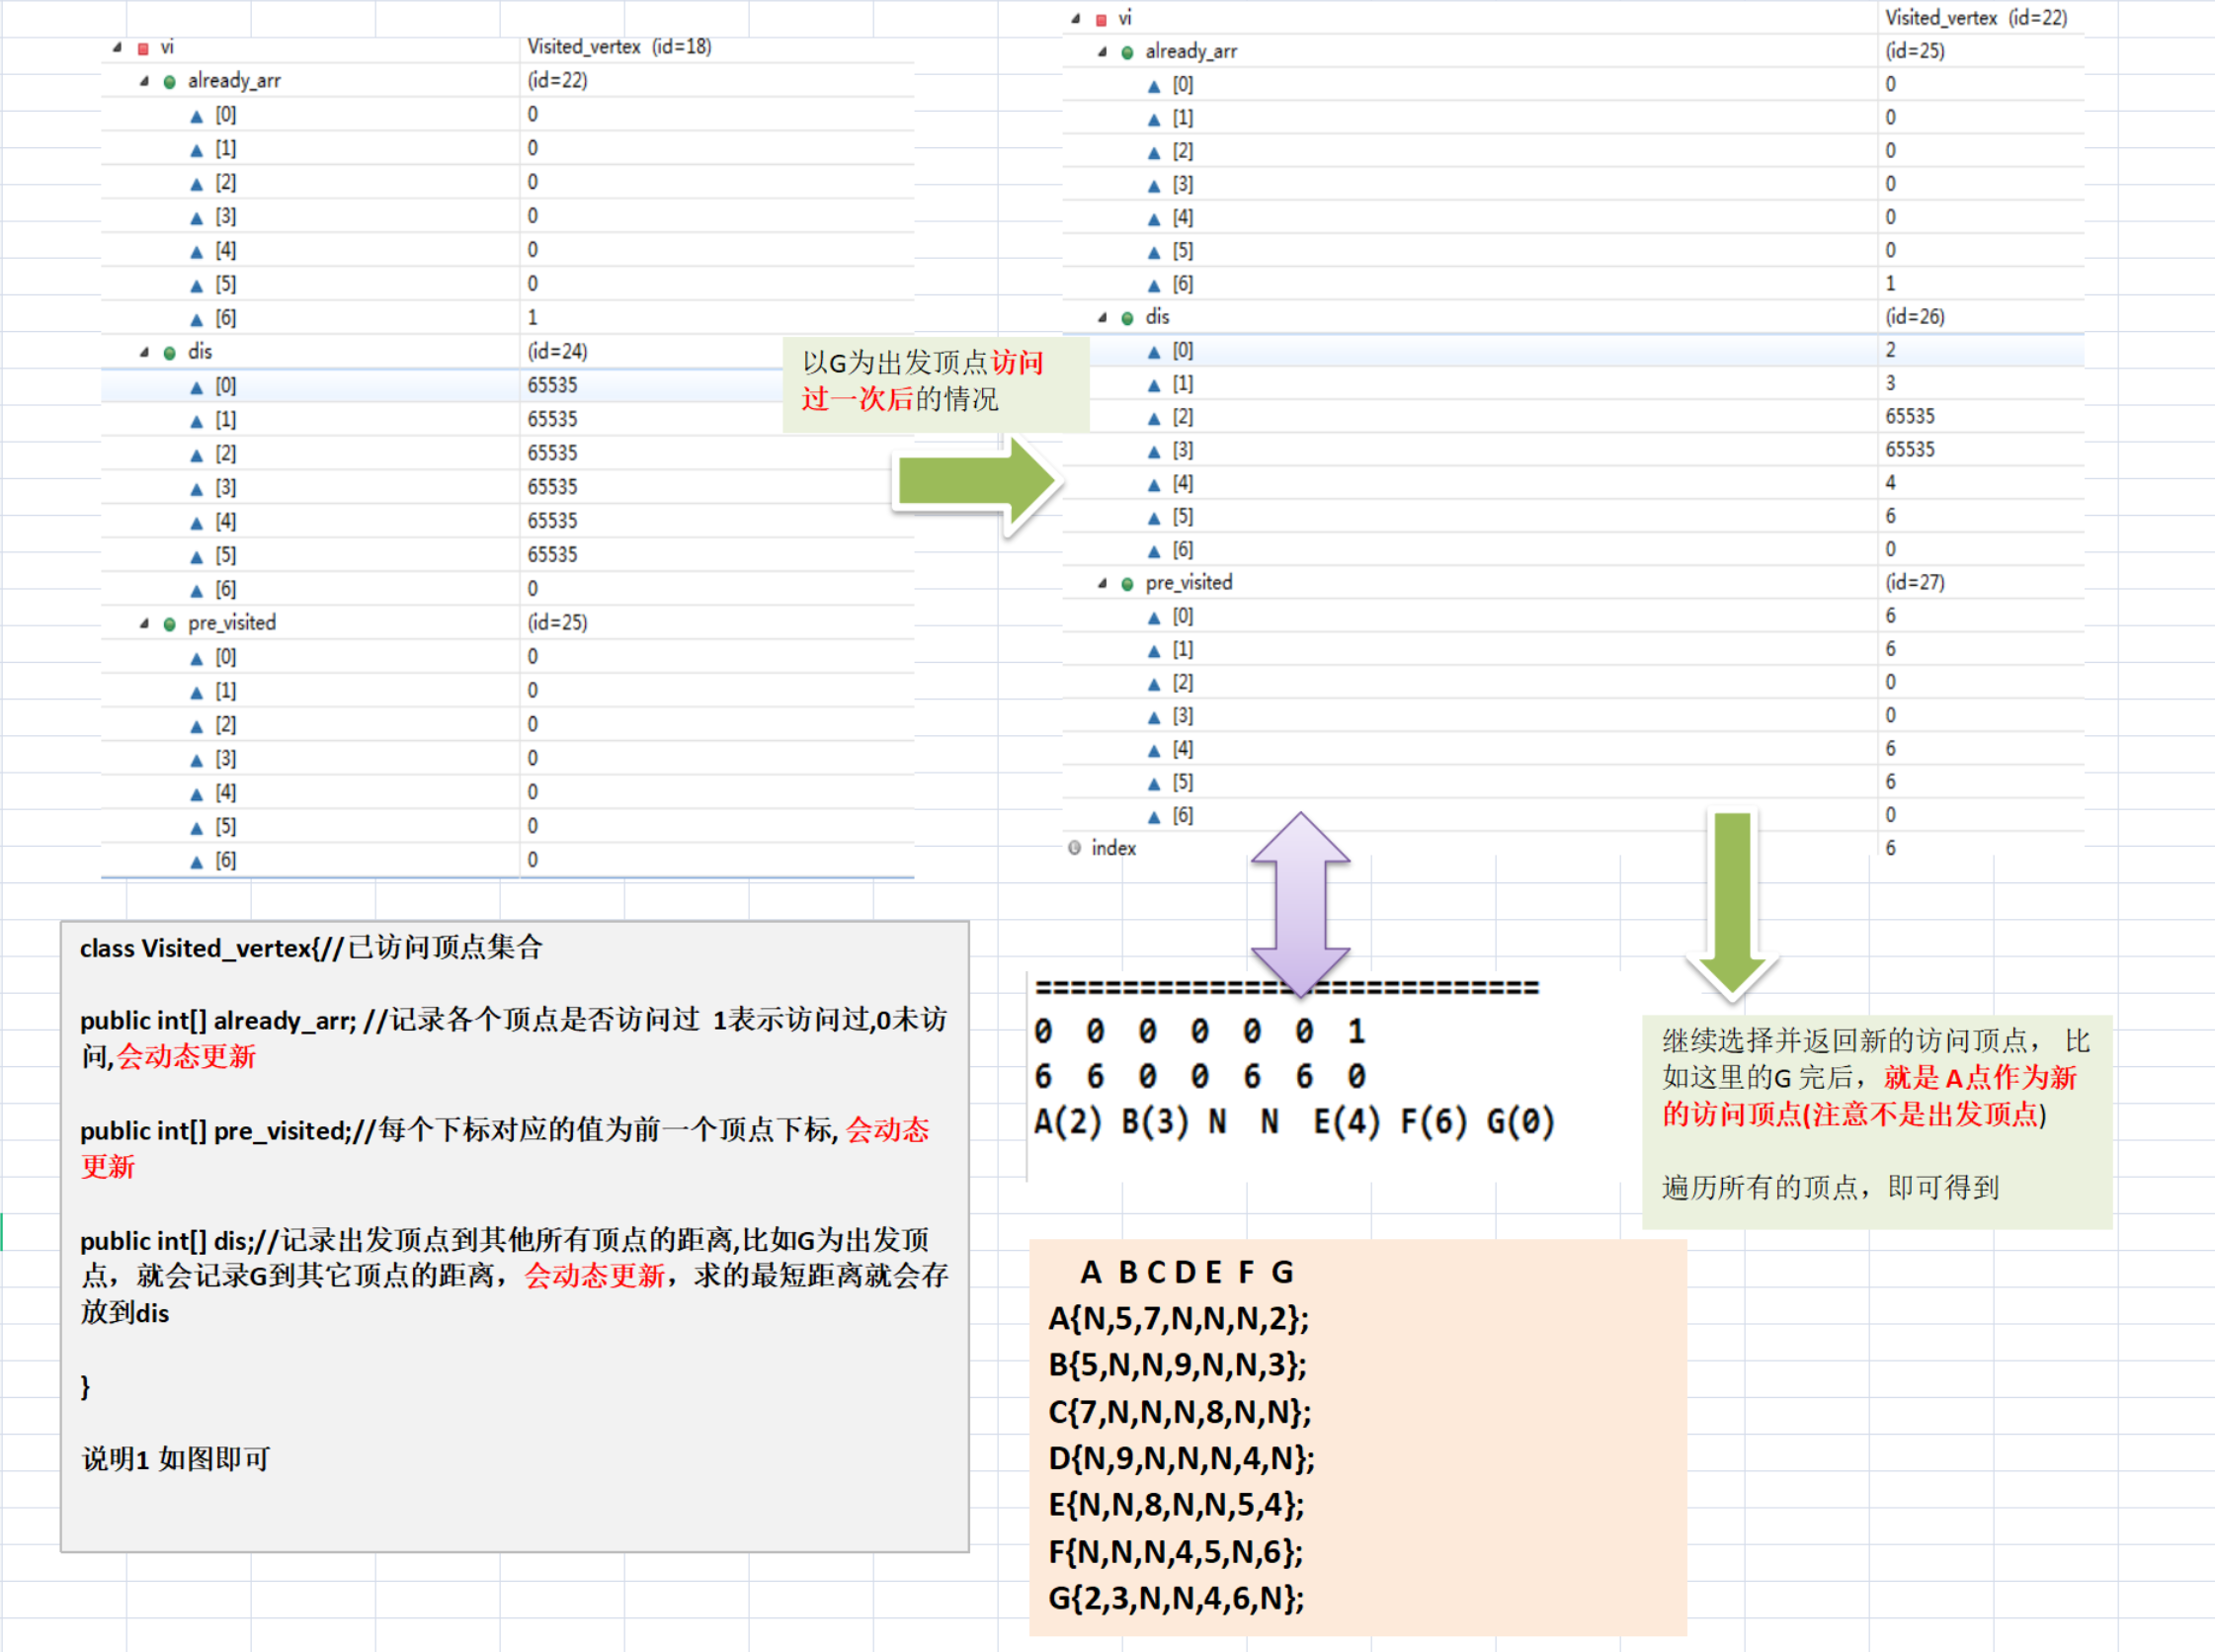 vi Visited_vertex (id=18)
already_arr (id=22)
[0] 0
[1] 0
[2] 0
[3] 0
[4] 0
[5] 0
[6] 1
dis (id=24)
[0] 65535
[1] 65535
[2] 65535
[3] 65535
[4] 65535
[5] 65535
[6] 0
pre_visited (id=25)
[0] 0
[1] 0
[2] 0
[3] 0
[4] 0
[5] 0
[6] 0
以G为出发顶点访问
过一次后的情况
vi Visited_vertex (id=22)
already_arr (id=25)
[0] 0
[1] 0
[2] 0
[3] 0
[4] 0
[5] 0
[6] 1
dis (id=26)
[0] 2
[1] 3
[2] 65535
[3] 65535
[4] 4
[5] 6
[6] 0
pre_visited (id=27)
[0] 6
[1] 6
[2] 0
[3] 0
[4] 6
[5] 6
[6] 0
index 6
class Visited_vertex{//已访问顶点集合
public int[] already_arr; //记录各个顶点是否访问过 1表示访问过,0未访
问,会动态更新
public int[] pre_visited;//每个下标对应的值为前一个顶点下标, 会动态
更新
public int[] dis;//记录出发顶点到其他所有顶点的距离,比如G为出发顶
点，就会记录G到其它顶点的距离，会动态更新，求的最短距离就会存
放到dis
}
说明1 如图即可
=============================
0 0 0 0 0 0 1
6 6 0 0 6 6 0
A(2) B(3) N N E(4) F(6) G(0)
继续选择并返回新的访问顶点， 比
如这里的G 完后，就是 A点作为新
的访问顶点(注意不是出发顶点)
遍历所有的顶点，即可得到
A B C D E F G
A{N,5,7,N,N,N,2};
B{5,N,N,9,N,N,3};
C{7,N,N,N,8,N,N};
D{N,9,N,N,N,4,N};
E{N,N,8,N,N,5,4};
F{N,N,N,4,5,N,6};
G{2,3,N,N,4,6,N};